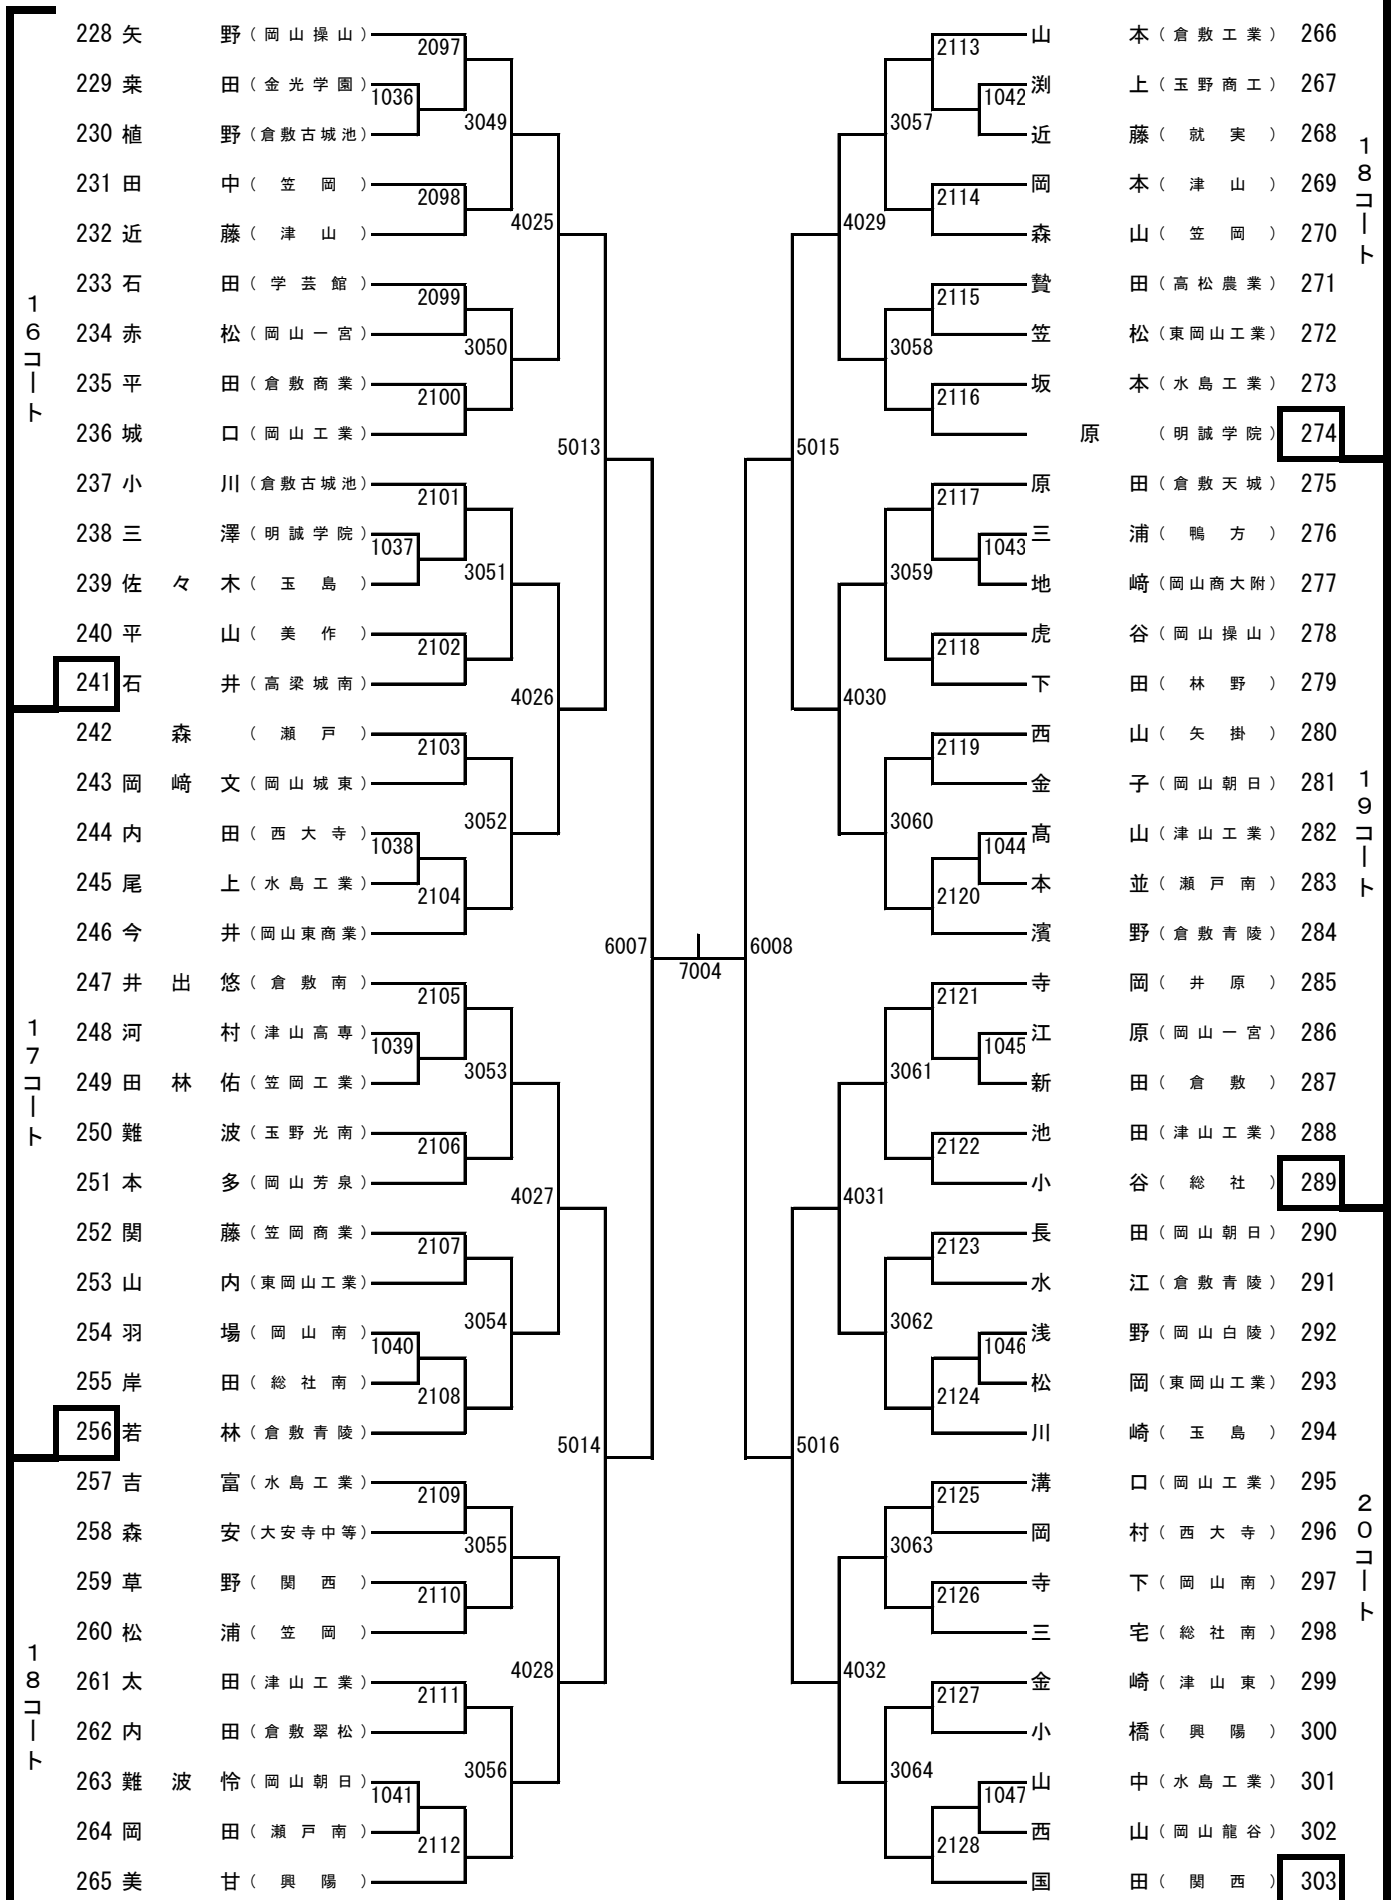 16コート
228 矢野（岡山操山）
229 桒田（金光学園）
230 植野（倉敷古城池）
231 田中（笠岡）
232 近藤（津山）
233 石田（学芸館）
234 赤松（岡山一宮）
235 平田（倉敷商業）
236 城口（岡山工業）
237 小川（倉敷古城池）
238 三澤（明誠学院）
239 佐々木（玉島）
240 平山（美作）
241 石井（高梁城南）
17コート
242 森（瀬戸）
243 岡﨑文（岡山城東）
244 内田（西大寺）
245 尾上（水島工業）
246 今井（岡山東商業）
247 井出悠（倉敷南）
248 河村（津山高専）
249 田林佑（笠岡工業）
250 難波（玉野光南）
251 本多（岡山芳泉）
252 関藤（笠岡商業）
253 山内（東岡山工業）
254 羽場（岡山南）
255 岸田（総社南）
256 若林（倉敷青陵）
18コート
257 吉富（水島工業）
258 森安（大安寺中等）
259 草野（関西）
260 松浦（笠岡）
261 太田（津山工業）
262 内田（倉敷翠松）
263 難波怜（岡山朝日）
264 岡田（瀬戸南）
265 美甘（興陽）
1036
1037
1038
1039
1040
1041
2097
2098
2099
2100
2101
2102
2103
2104
2105
2106
2107
2108
2109
2110
2111
2112
3049
3050
3051
3052
3053
3054
3055
3056
4025
4026
4027
4028
5013
5014
6007
7004
6008
5015
5016
4029
4030
4031
4032
3057
3058
3059
3060
3061
3062
3063
3064
2113
2114
2115
2116
2117
2118
2119
2120
2121
2122
2123
2124
2125
2126
2127
2128
1042
1043
1044
1045
1046
1047
山本（倉敷工業） 266
渕上（玉野商工） 267
近藤（就実） 268
岡本（津山） 269
森山（笠岡） 270
贄田（高松農業） 271
笠松（東岡山工業） 272
坂本（水島工業） 273
原（明誠学院） 274
18コート
原田（倉敷天城） 275
三浦（鴨方） 276
地﨑（岡山商大附） 277
虎谷（岡山操山） 278
下田（林野） 279
西山（矢掛） 280
金子（岡山朝日） 281
髙山（津山工業） 282
本並（瀬戸南） 283
濱野（倉敷青陵） 284
寺岡（井原） 285
江原（岡山一宮） 286
新田（倉敷） 287
池田（津山工業） 288
小谷（総社） 289
19コート
長田（岡山朝日） 290
水江（倉敷青陵） 291
浅野（岡山白陵） 292
松岡（東岡山工業） 293
川崎（玉島） 294
溝口（岡山工業） 295
岡村（西大寺） 296
寺下（岡山南） 297
三宅（総社南） 298
金崎（津山東） 299
小橋（興陽） 300
山中（水島工業） 301
西山（岡山龍谷） 302
国田（関西） 303
20コート